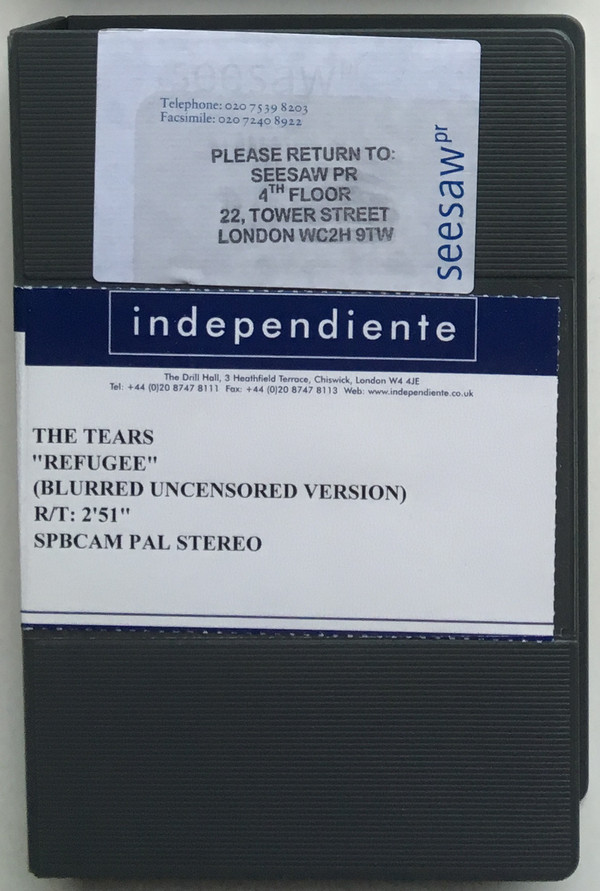 Telephone: 020 7539 8203
Facsimile: 020 7240 8922
PLEASE RETURN TO:
SEESAW PR
4TH FLOOR
22, TOWER STREET
LONDON WC2H 9TW
seesaw pr
independiente
The Drill Hall, 3 Heathfield Terrace, Chiswick, London W4 4JE
Tel: +44 (0)20 8747 8111 Fax: +44 (0)20 8747 8113 Web: www.independiente.co.uk
THE TEARS
"REFUGEE"
(BLURRED UNCENSORED VERSION)
R/T: 2'51"
SPBCAM PAL STEREO